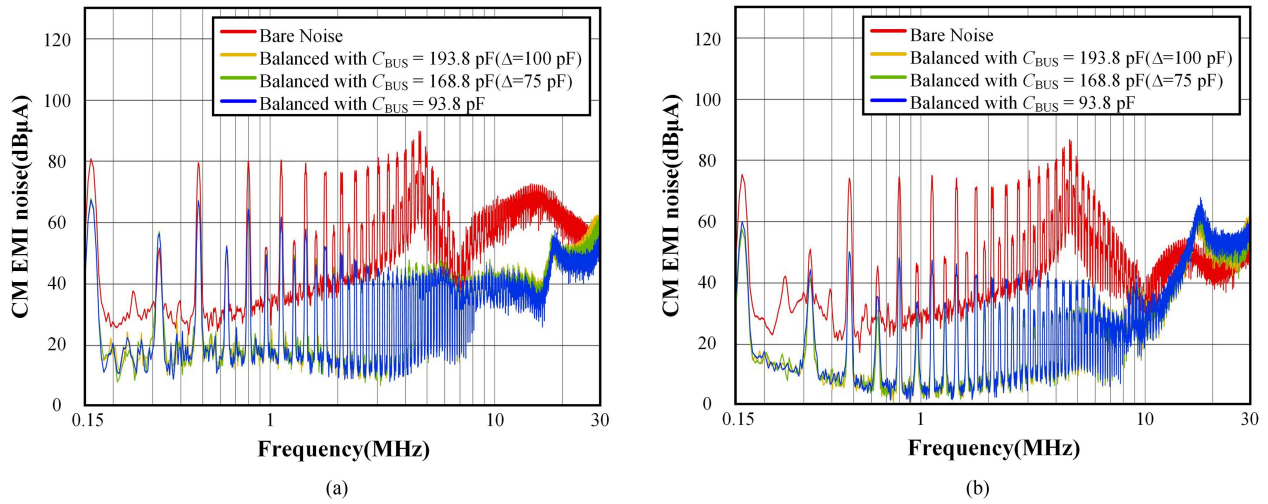 120
100
80
60
40
20
0
CM EMI noise(dBμA)
Bare Noise
Balanced with CBUS = 193.8 pF(Δ=100 pF)
Balanced with CBUS = 168.8 pF(Δ=75 pF)
Balanced with CBUS = 93.8 pF
0.15
1
10
30
Frequency(MHz)
(a)
120
100
80
60
40
20
0
CM EMI noise(dBμA)
Bare Noise
Balanced with CBUS = 193.8 pF(Δ=100 pF)
Balanced with CBUS = 168.8 pF(Δ=75 pF)
Balanced with CBUS = 93.8 pF
0.15
1
10
30
Frequency(MHz)
(b)